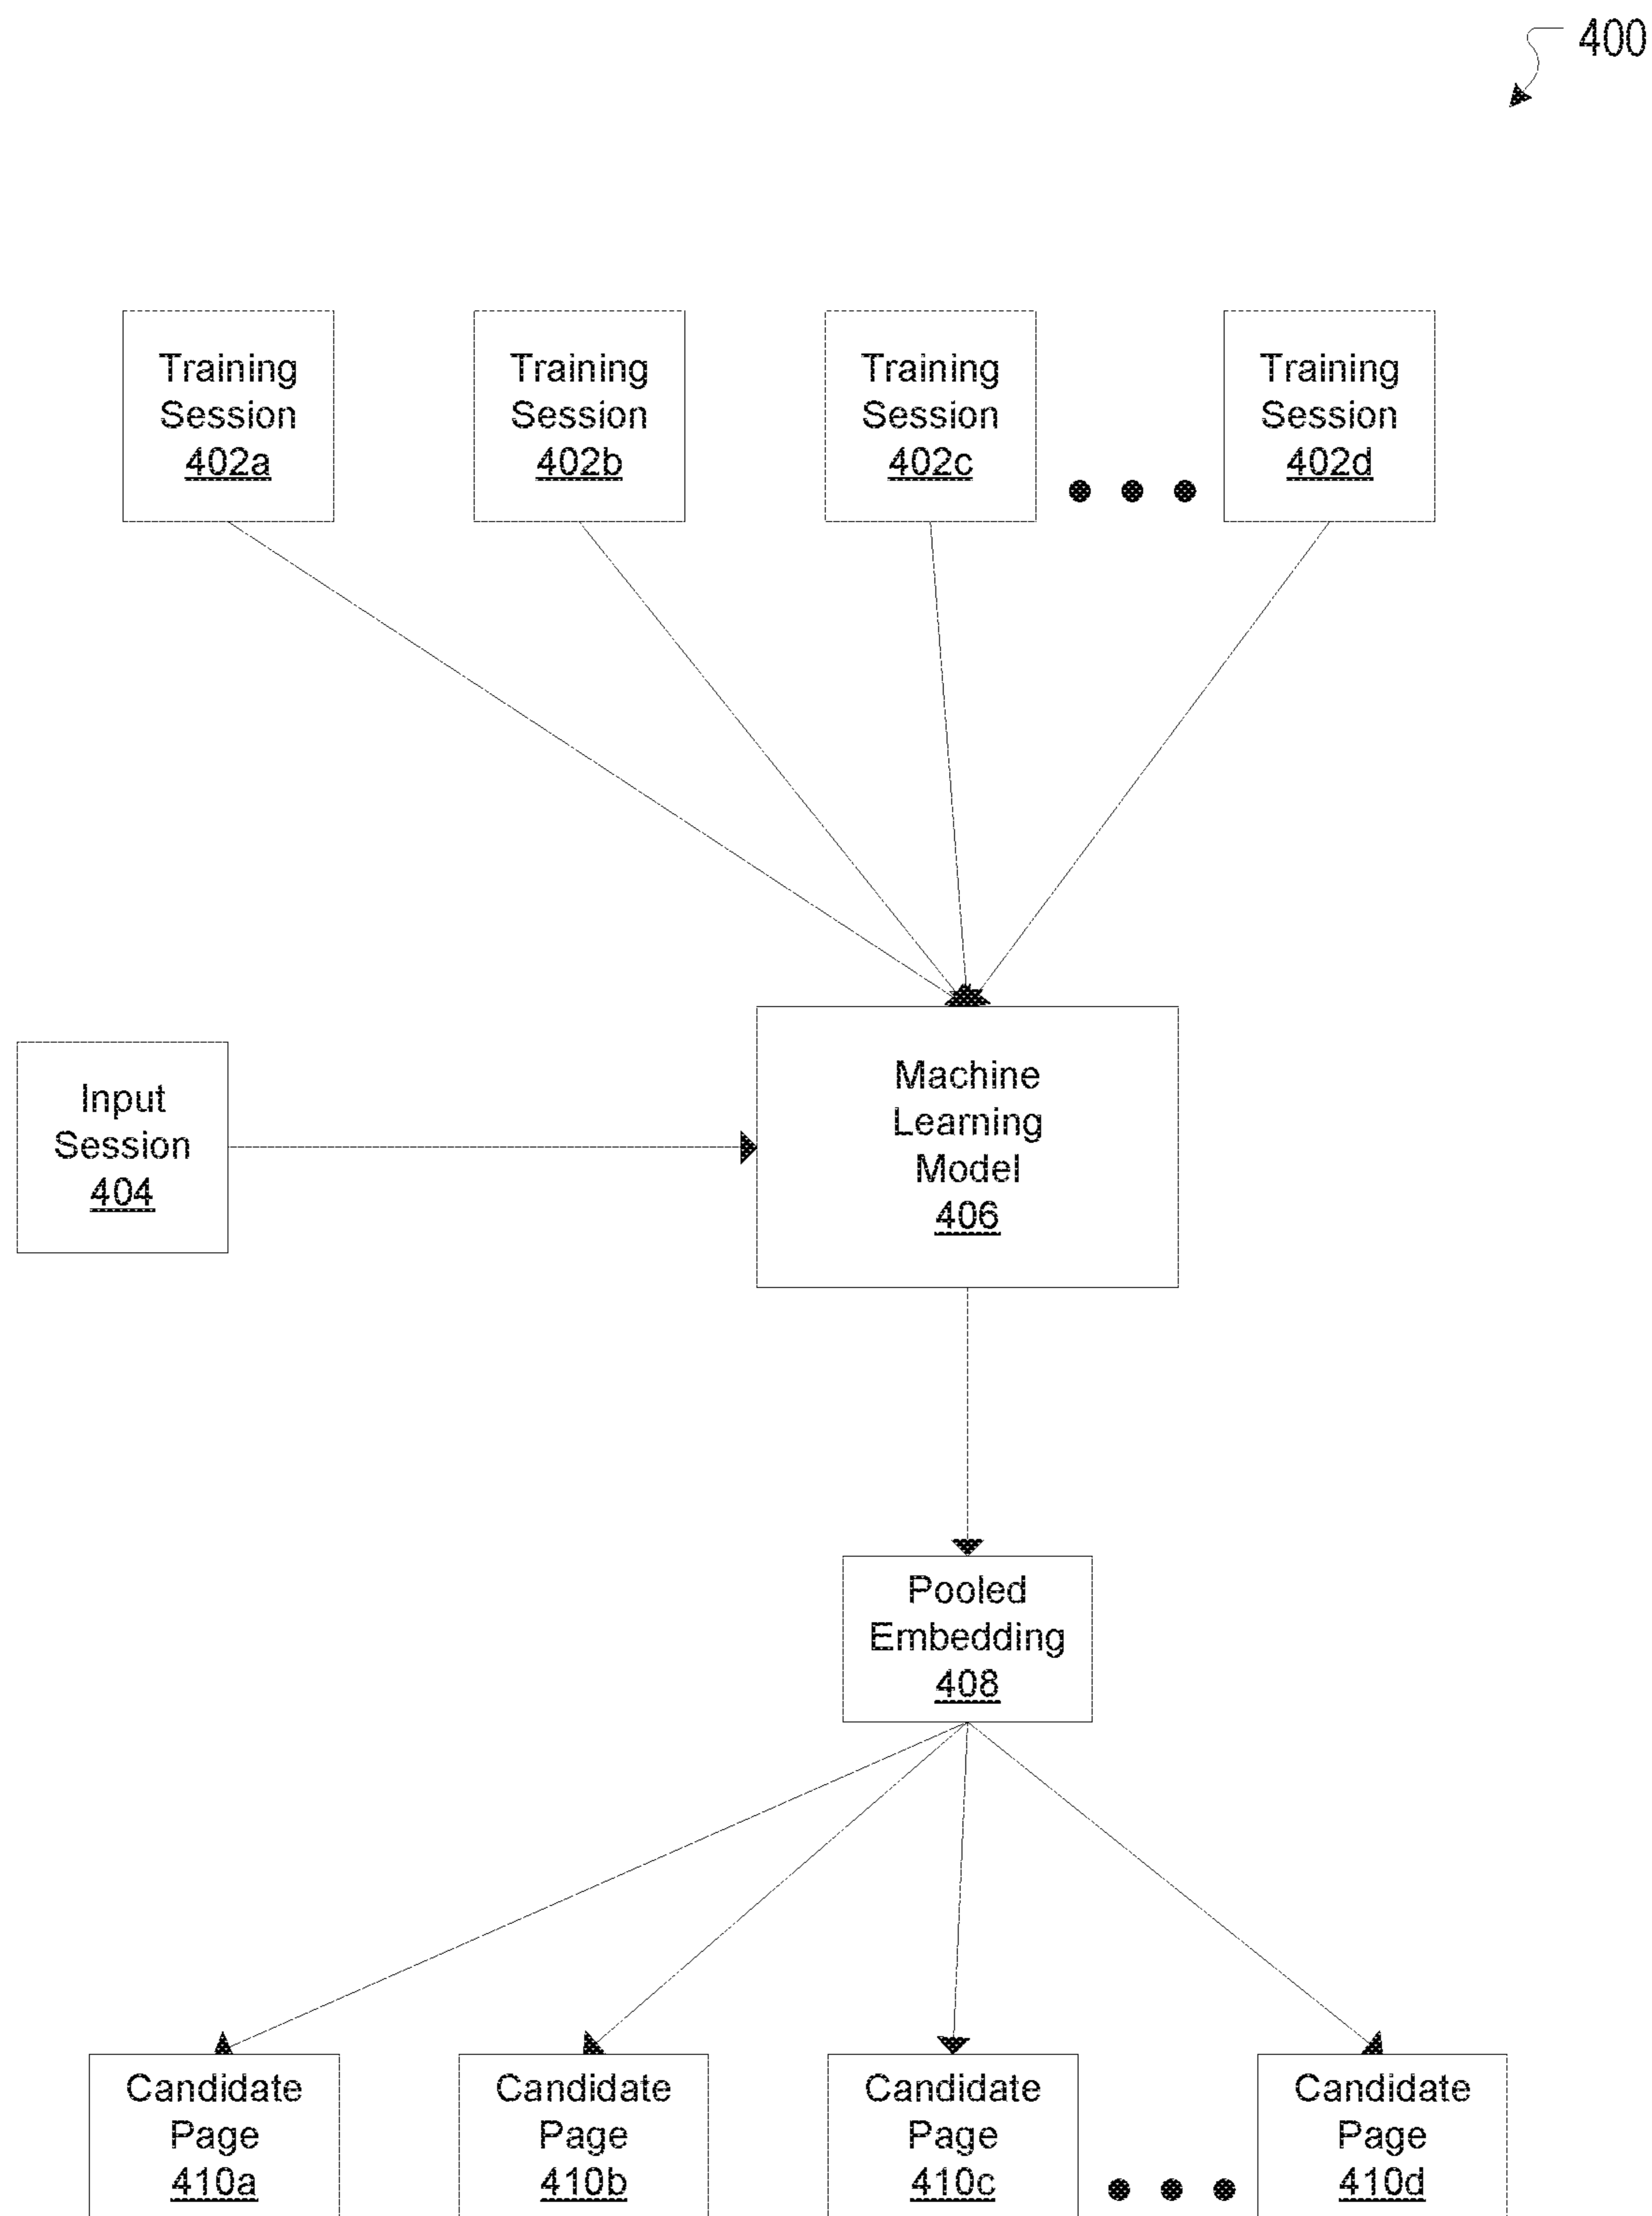 400
Training
Session
402a
Training
Session
402b
Training
Session
402c
Training
Session
402d
Input
Session
404
Machine
Learning
Model
406
Pooled
Embedding
408
Candidate
Page
410a
Candidate
Page
410b
Candidate
Page
410c
Candidate
Page
410d